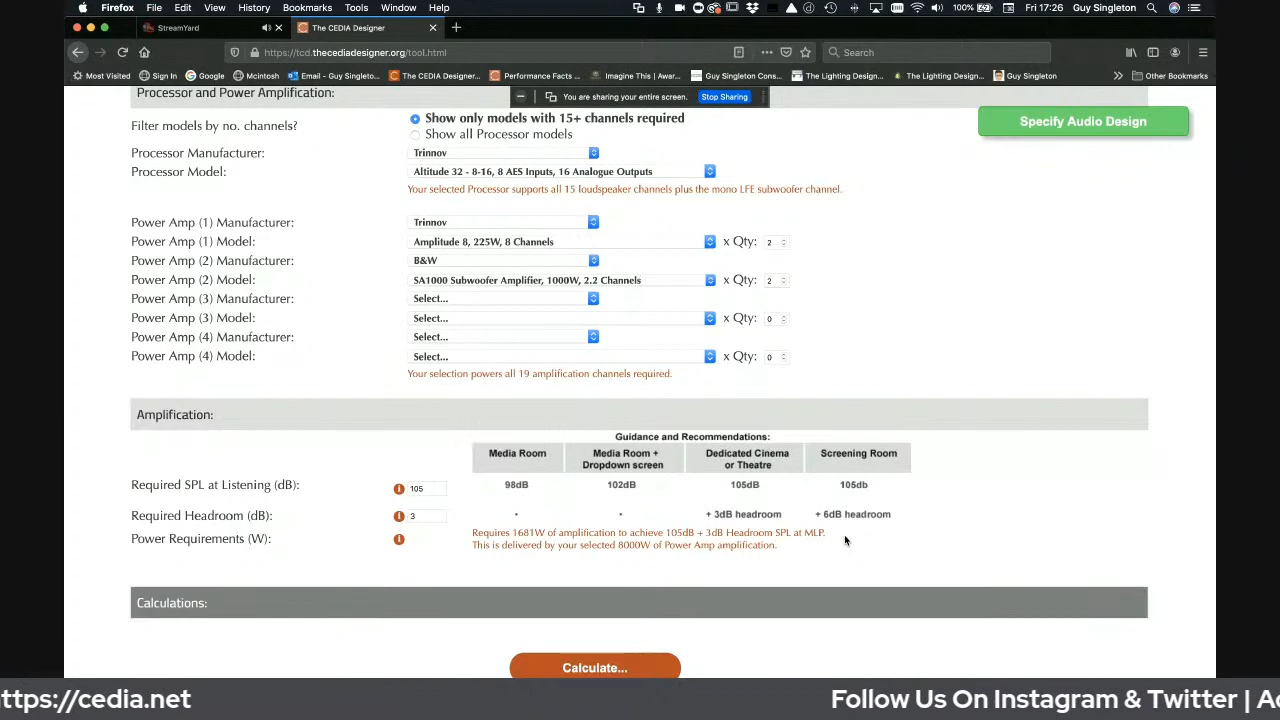 Firefox File Edit View History Bookmarks Tools Window Help 100% Fri 17:26 Guy Singleton
StreamYard The CEDIA Designer
https://tcd.thecediadesigner.org/tool.html Search
Most Visited Sign In Google Mcintosh Email - Guy Singleto... The CEDIA Designer... Performance Facts ... Imagine This | Awar... Guy Singleton Cons... The Lighting Design... The Lighting Design... Guy Singleton Other Bookmarks
You are sharing your entire screen. Stop Sharing
Processor and Power Amplification:
Specify Audio Design
Filter models by no. channels? Show only models with 15+ channels required
Show all Processor models
Processor Manufacturer: Trinnov
Processor Model: Altitude 32 - 8-16, 8 AES Inputs, 16 Analogue Outputs
Your selected Processor supports all 15 loudspeaker channels plus the mono LFE subwoofer channel.
Power Amp (1) Manufacturer: Trinnov
Power Amp (1) Model: Amplitude 8, 225W, 8 Channels x Qty: 2
Power Amp (2) Manufacturer: B&W
Power Amp (2) Model: SA1000 Subwoofer Amplifier, 1000W, 2.2 Channels x Qty: 2
Power Amp (3) Manufacturer: Select...
Power Amp (3) Model: Select... x Qty: 0
Power Amp (4) Manufacturer: Select...
Power Amp (4) Model: Select... x Qty: 0
Your selection powers all 19 amplification channels required.
Amplification:
Guidance and Recommendations:
Media Room Media Room + Dropdown screen Dedicated Cinema or Theatre Screening Room
Required SPL at Listening (dB): 105 98dB 102dB 105dB 105db
Required Headroom (dB): 3 - - + 3dB headroom + 6dB headroom
Power Requirements (W): Requires 1681W of amplification to achieve 105dB + 3dB Headroom SPL at MLP.
This is delivered by your selected 8000W of Power Amp amplification.
Calculations:
Calculate...
ttps://cedia.net Follow Us On Instagram & Twitter | Ac